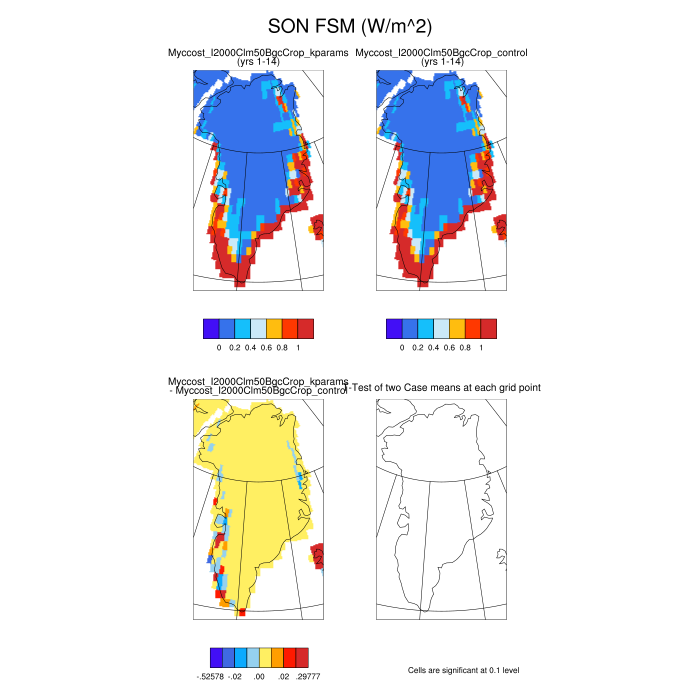 SON FSM (W/m^2)
Myccost_I2000Clm50BgcCrop_kparams
(yrs 1-14)
Myccost_I2000Clm50BgcCrop_control
(yrs 1-14)
0 0.2 0.4 0.6 0.8 1
0 0.2 0.4 0.6 0.8 1
Myccost_I2000Clm50BgcCrop_kparams
- Myccost_I2000Clm50BgcCrop_control
T-Test of two Case means at each grid point
-.52578 -.02 .00 .02 .29777
Cells are significant at 0.1 level